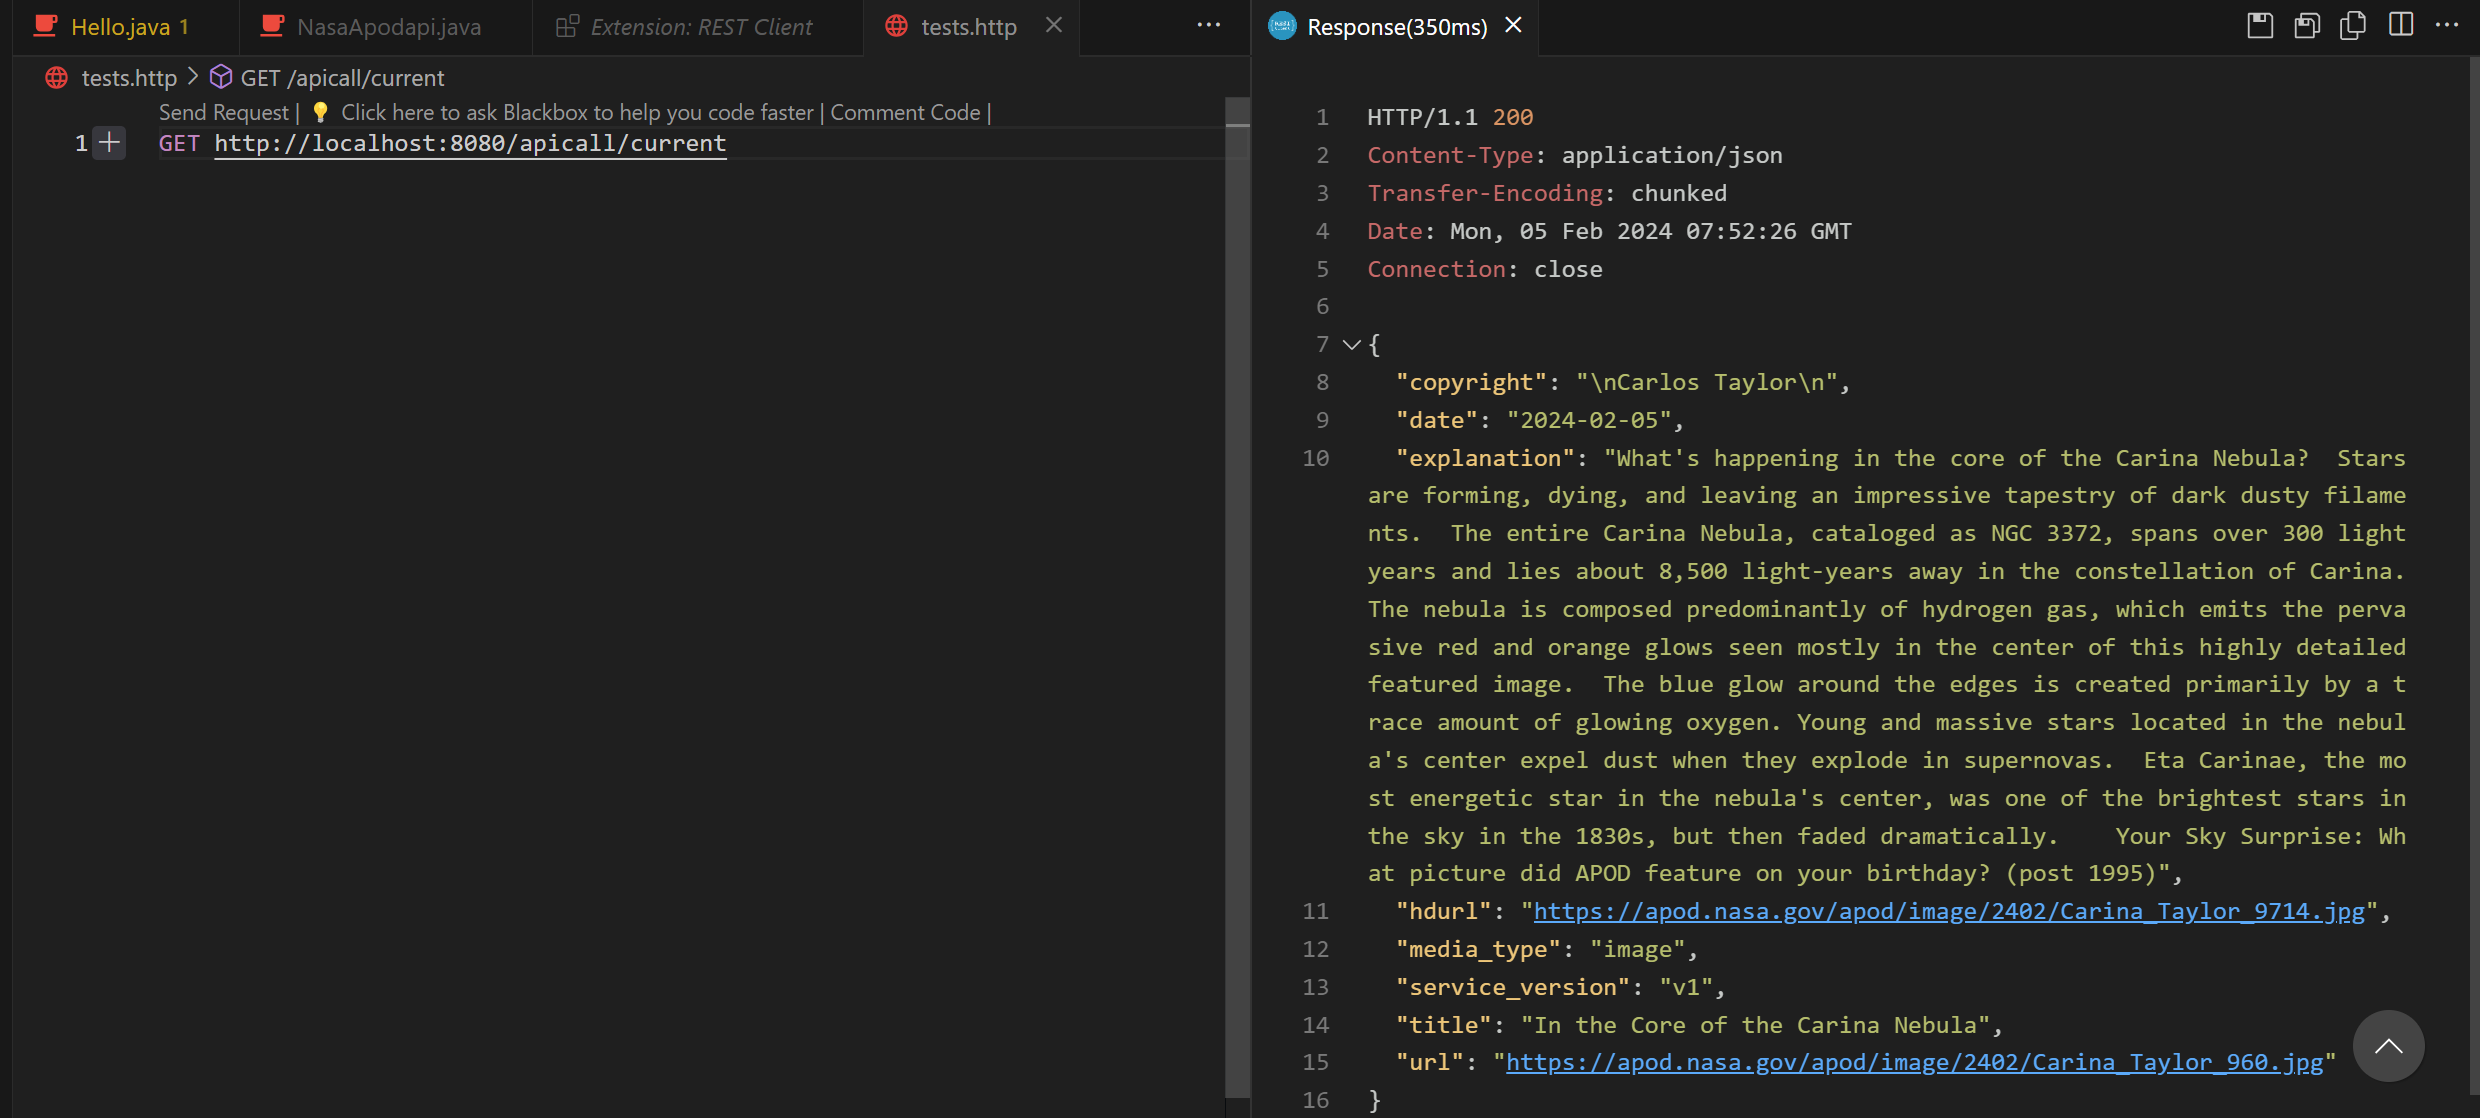 Hello.java 1
NasaApodapi.java
Extension: REST Client
tests.http
tests.http > GET /apicall/current
Send Request | 💡 Click here to ask Blackbox to help you code faster | Comment Code |
1 GET http://localhost:8080/apicall/current
Response(350ms)
1 HTTP/1.1 200
2 Content-Type: application/json
3 Transfer-Encoding: chunked
4 Date: Mon, 05 Feb 2024 07:52:26 GMT
5 Connection: close
6
7 {
8 "copyright": "\nCarlos Taylor\n",
9 "date": "2024-02-05",
10 "explanation": "What's happening in the core of the Carina Nebula?  Stars
are forming, dying, and leaving an impressive tapestry of dark dusty filame
nts.  The entire Carina Nebula, cataloged as NGC 3372, spans over 300 light
years and lies about 8,500 light-years away in the constellation of Carina.
The nebula is composed predominantly of hydrogen gas, which emits the perva
sive red and orange glows seen mostly in the center of this highly detailed
featured image.  The blue glow around the edges is created primarily by a t
race amount of glowing oxygen. Young and massive stars located in the nebul
a's center expel dust when they explode in supernovas.  Eta Carinae, the mo
st energetic star in the nebula's center, was one of the brightest stars in
the sky in the 1830s, but then faded dramatically.    Your Sky Surprise: Wh
at picture did APOD feature on your birthday? (post 1995)",
11 "hdurl": "https://apod.nasa.gov/apod/image/2402/Carina_Taylor_9714.jpg",
12 "media_type": "image",
13 "service_version": "v1",
14 "title": "In the Core of the Carina Nebula",
15 "url": "https://apod.nasa.gov/apod/image/2402/Carina_Taylor_960.jpg"
16 }